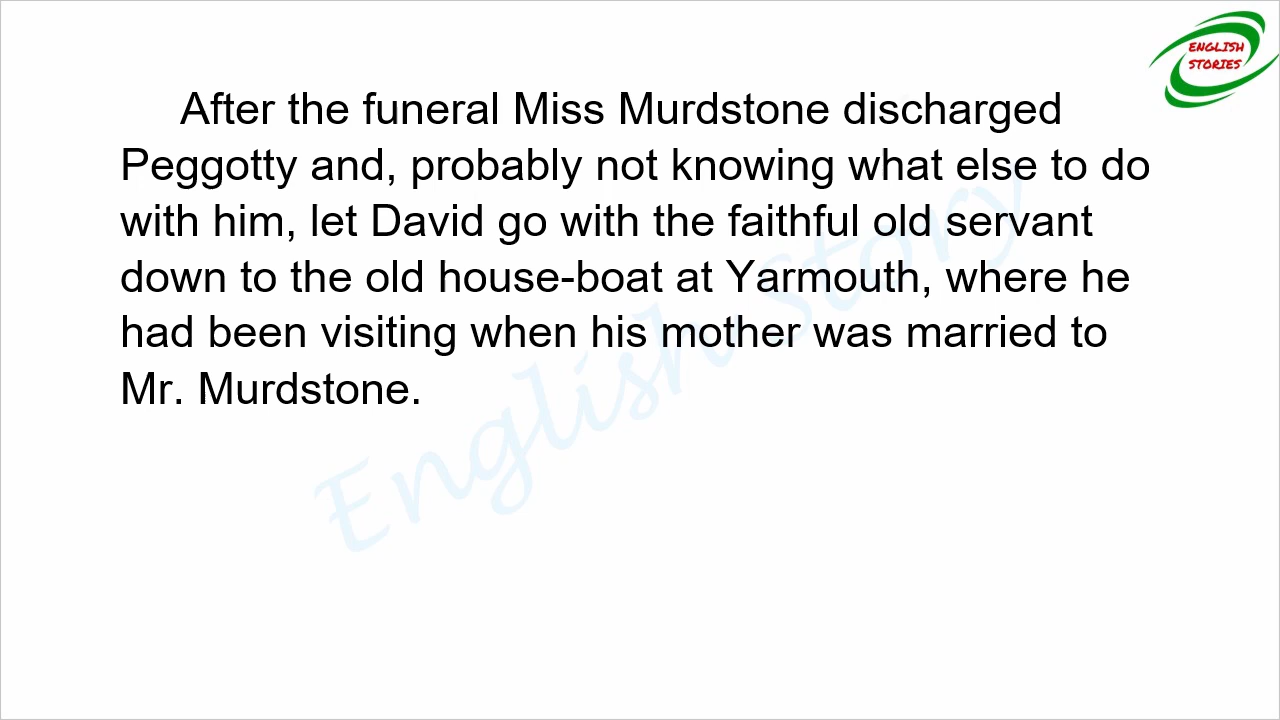 ENGLISH
STORIES
After the funeral Miss Murdstone discharged
Peggotty and, probably not knowing what else to do
with him, let David go with the faithful old servant
down to the old house-boat at Yarmouth, where he
had been visiting when his mother was married to
Mr. Murdstone.
English Story